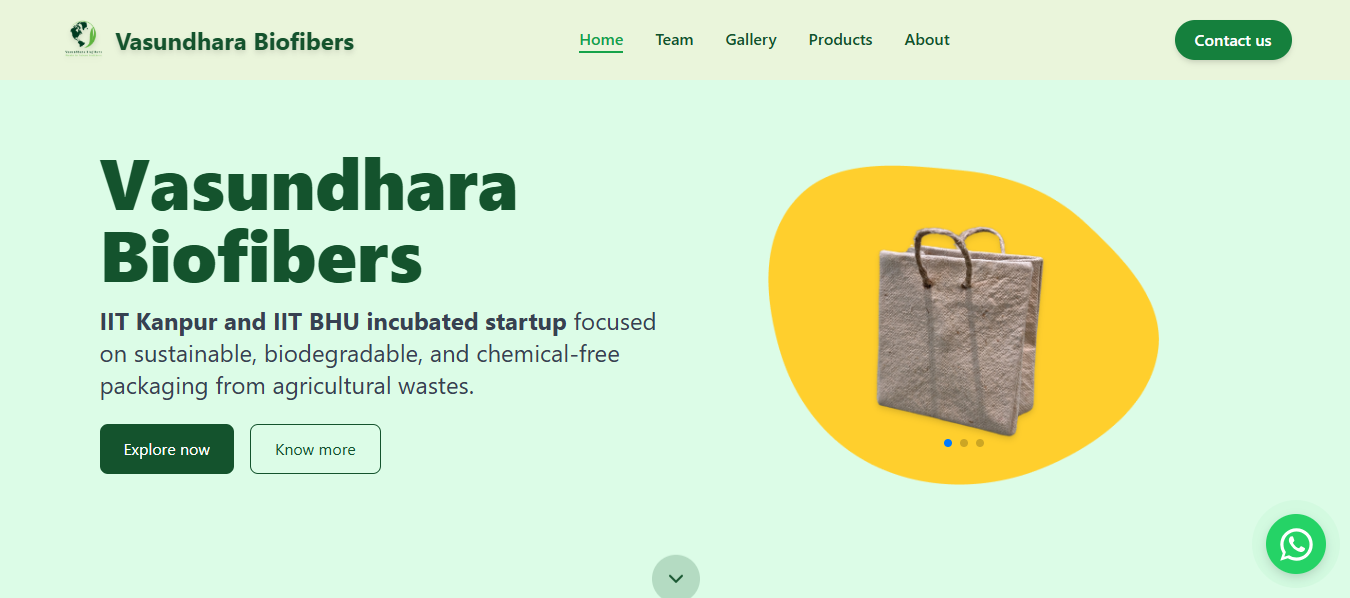 Vasundhara Biofibers
Home
Team
Gallery
Products
About
Contact us
Vasundhara
Biofibers
IIT Kanpur and IIT BHU incubated startup focused
on sustainable, biodegradable, and chemical-free
packaging from agricultural wastes.
Explore now
Know more